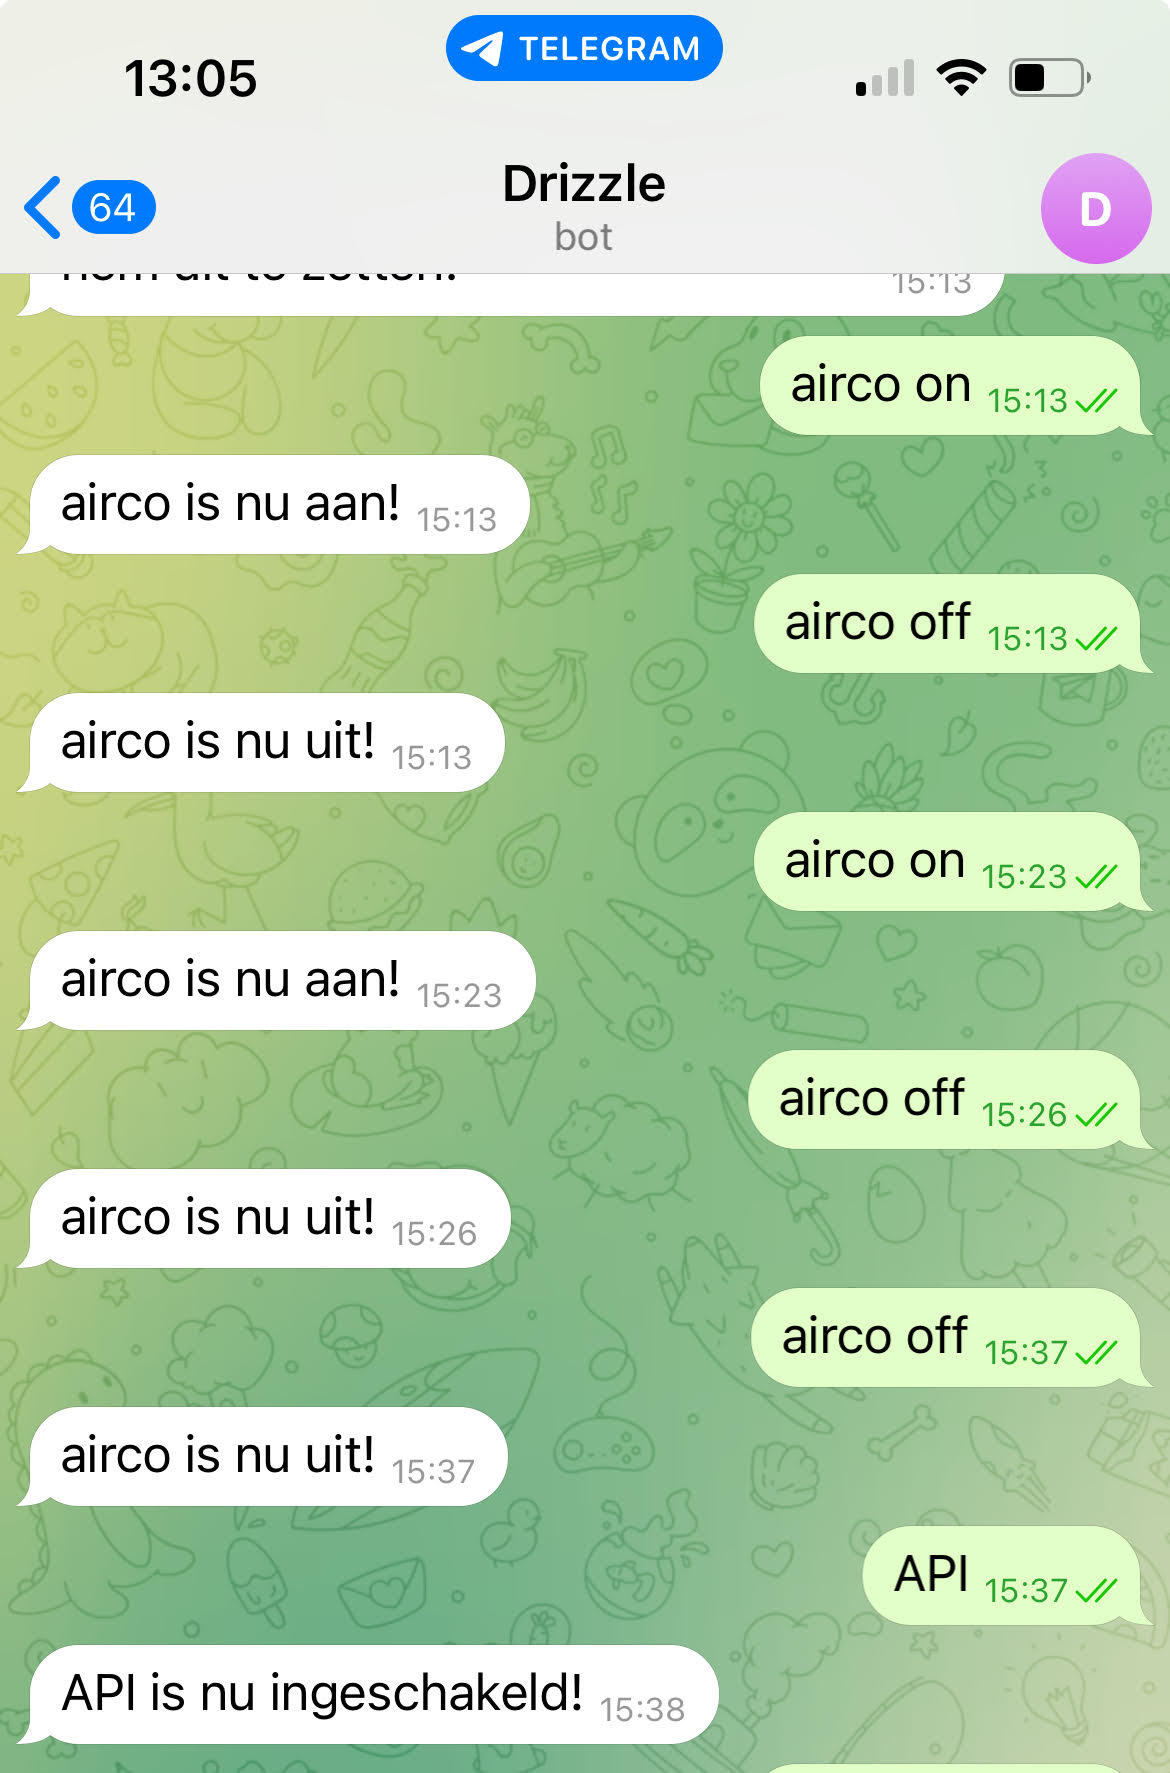 13:05
TELEGRAM
64
Drizzle
bot
D
15:13
airco on 15:13
airco is nu aan! 15:13
airco off 15:13
airco is nu uit! 15:13
airco on 15:23
airco is nu aan! 15:23
airco off 15:26
airco is nu uit! 15:26
airco off 15:37
airco is nu uit! 15:37
API 15:37
API is nu ingeschakeld! 15:38